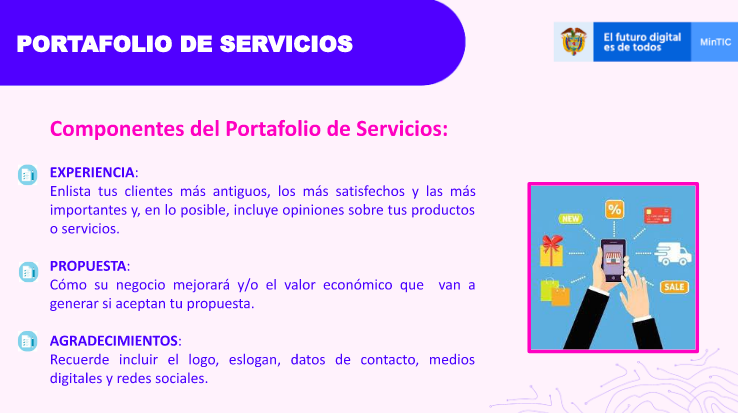 PORTAFOLIO DE SERVICIOS
El futuro digital
es de todos
MinTIC
Componentes del Portafolio de Servicios:
EXPERIENCIA:
Enlista tus clientes más antiguos, los más satisfechos y las más
importantes y, en lo posible, incluye opiniones sobre tus productos
o servicios.
PROPUESTA:
Cómo su negocio mejorará y/o el valor económico que van a
generar si aceptan tu propuesta.
AGRADECIMIENTOS:
Recuerde incluir el logo, eslogan, datos de contacto, medios
digitales y redes sociales.
NEW
%
SALE